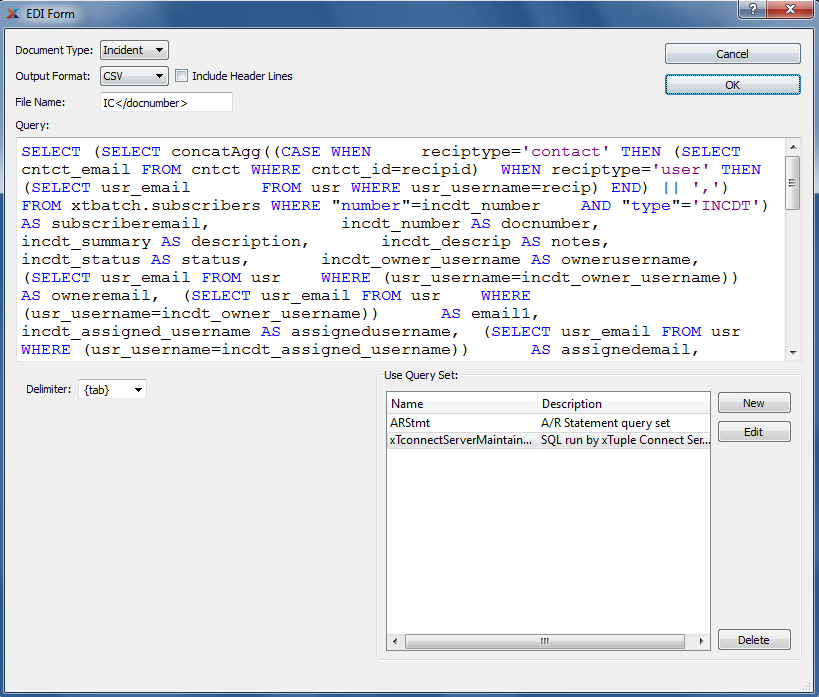 EDI Form
Document Type: Incident
Cancel
Output Format: CSV Include Header Lines
OK
File Name: IC</docnumber>
Query:
SELECT (SELECT concatAgg((CASE WHEN reciptype='contact' THEN (SELECT
cntct_email FROM cntct WHERE cntct_id=recipid) WHEN reciptype='user' THEN
(SELECT usr_email FROM usr WHERE usr_username=recip) END) || ',')
FROM xtbatch.subscribers WHERE "number"=incdt_number AND "type"='INCDT')
AS subscriberemail, incdt_number AS docnumber,
incdt_summary AS description, incdt_descrip AS notes,
incdt_status AS status, incdt_owner_username AS ownerusername,
(SELECT usr_email FROM usr WHERE (usr_username=incdt_owner_username))
AS owneremail, (SELECT usr_email FROM usr WHERE
(usr_username=incdt_owner_username)) AS email1,
incdt_assigned_username AS assignedusername, (SELECT usr_email FROM usr
WHERE (usr_username=incdt_assigned_username)) AS assignedemail,
Delimiter: {tab}
Use Query Set:
Name Description
New
ARStmt A/R Statement query set
Edit
xTconnectServerMaintain... SQL run by xTuple Connect Ser...
Delete